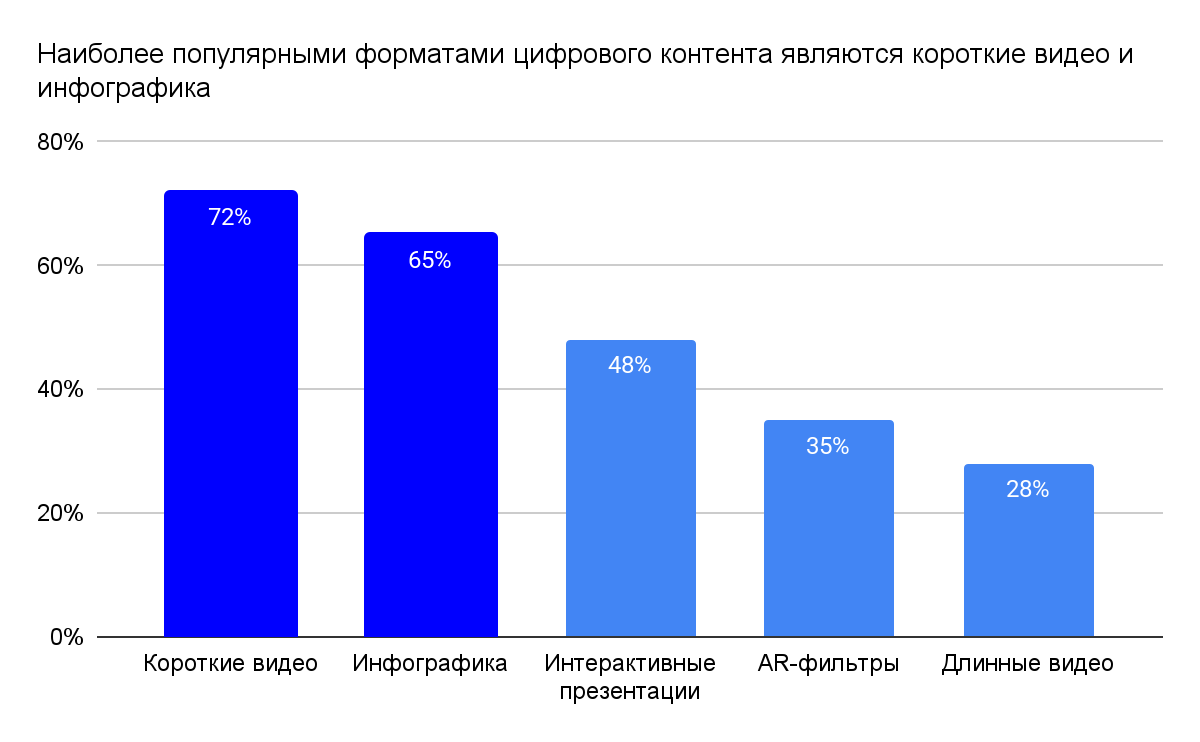 Наиболее популярными форматами цифрового контента являются короткие видео и
инфографика
80%
60%
40%
20%
0%
72%
65%
48%
35%
28%
Короткие видео
Инфографика
Интерактивные
презентации
AR-фильтры
Длинные видео